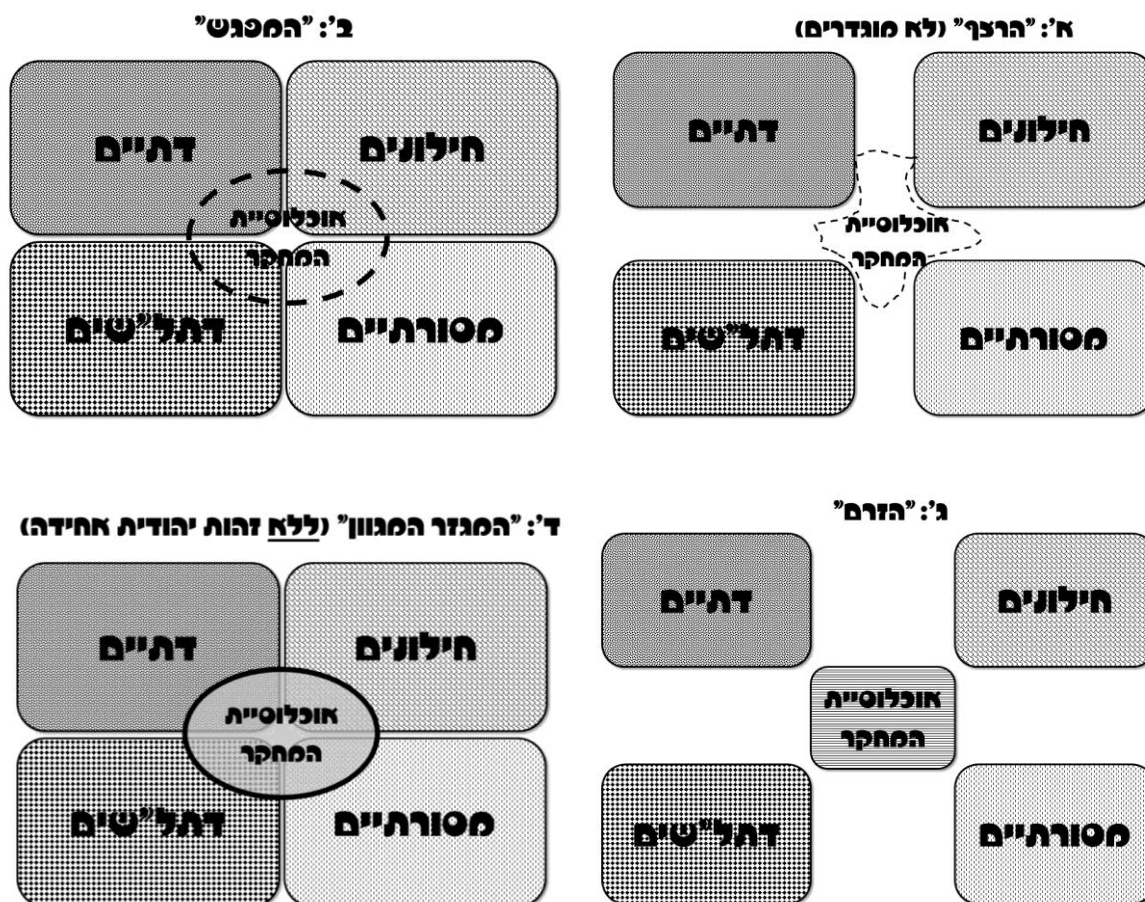 א': "הרצף" (לא מוגדרים)
חילונים
דתיים
אוכלוסיית
המחקר
מסורתיים
דתל"שים
ב': "המפגש"
חילונים
דתיים
אוכלוסיית
המחקר
מסורתיים
דתל"שים
ג': "הזרם"
חילונים
דתיים
אוכלוסיית
המחקר
מסורתיים
דתל"שים
ד': "המגזר המגוון" (ללא זהות יהודית אחידה)
חילונים
דתיים
אוכלוסיית
המחקר
מסורתיים
דתל"שים